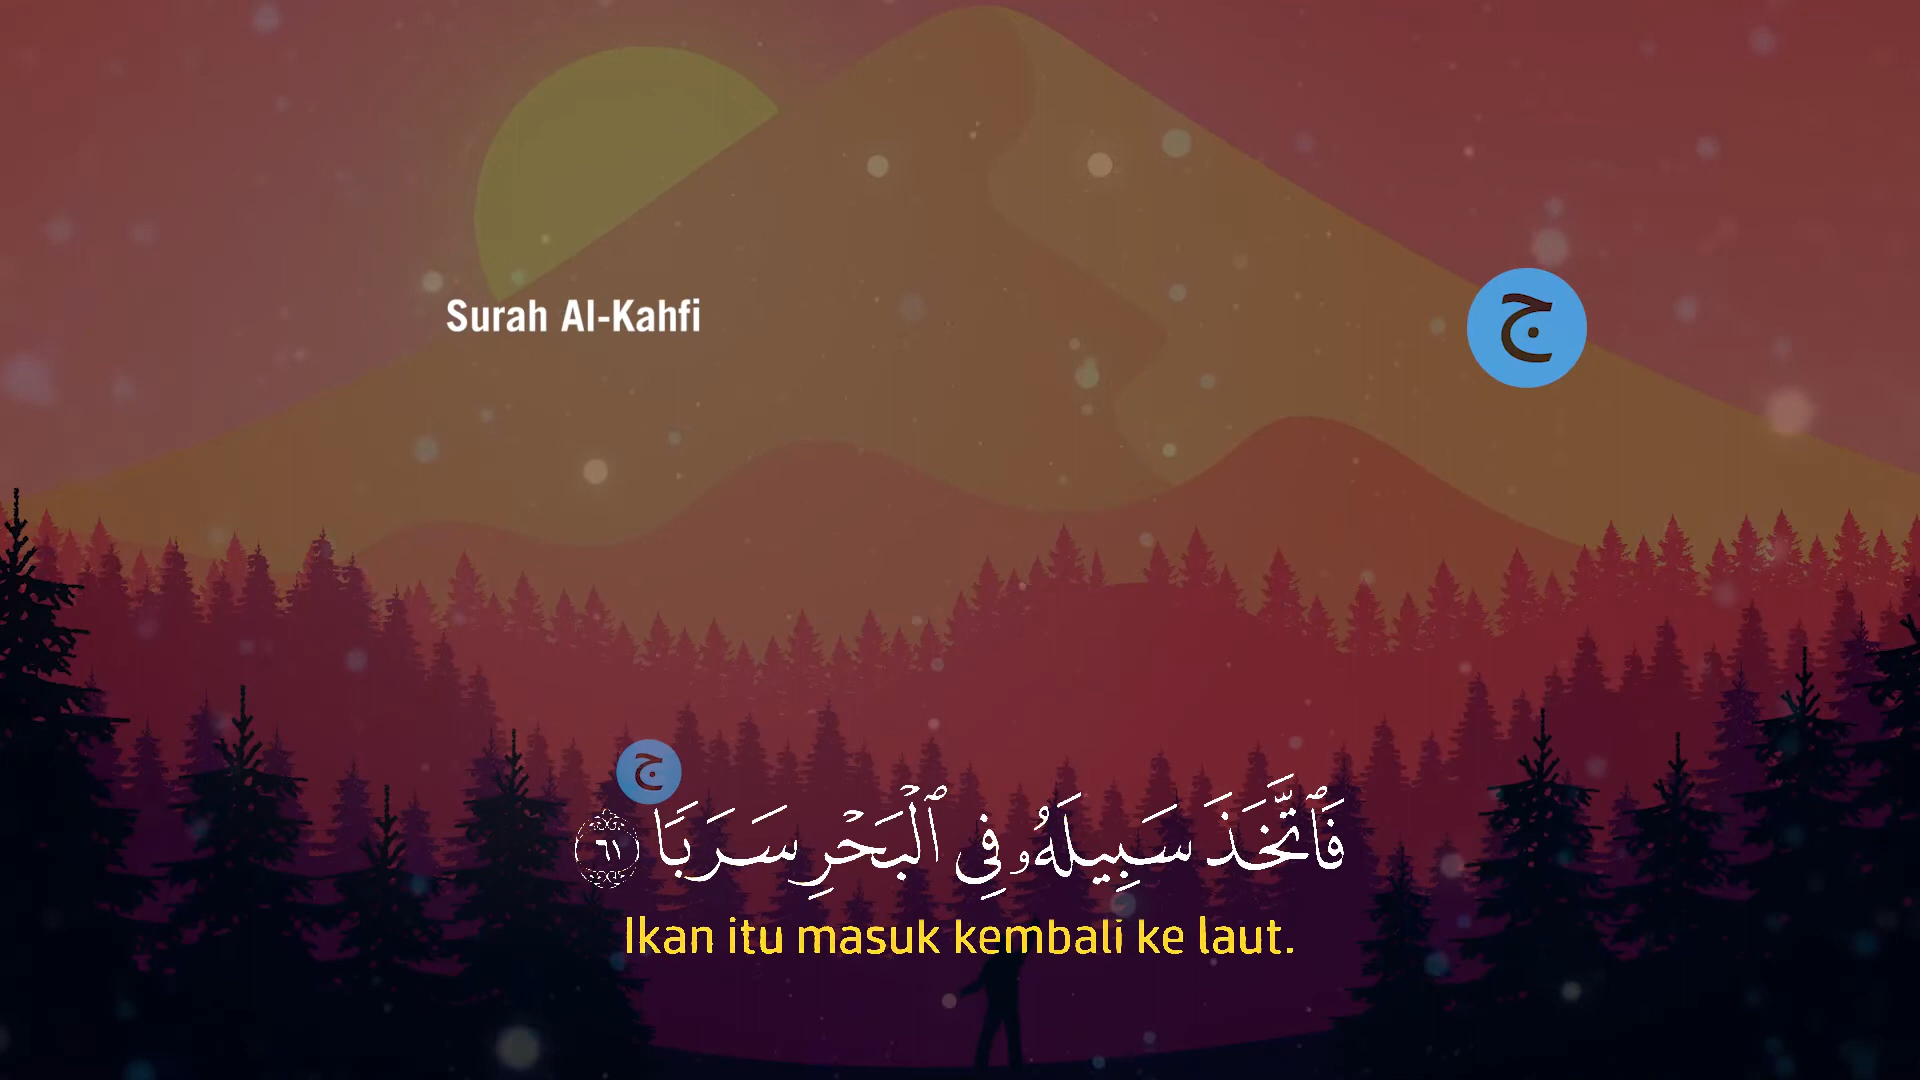 Surah Al-Kahfi
ج
ج
فَٱتَّخَذَ سَبِيلَهُۥ فِى ٱلْبَحْرِ سَرَبًا ٦١
Ikan itu masuk kembali ke laut.